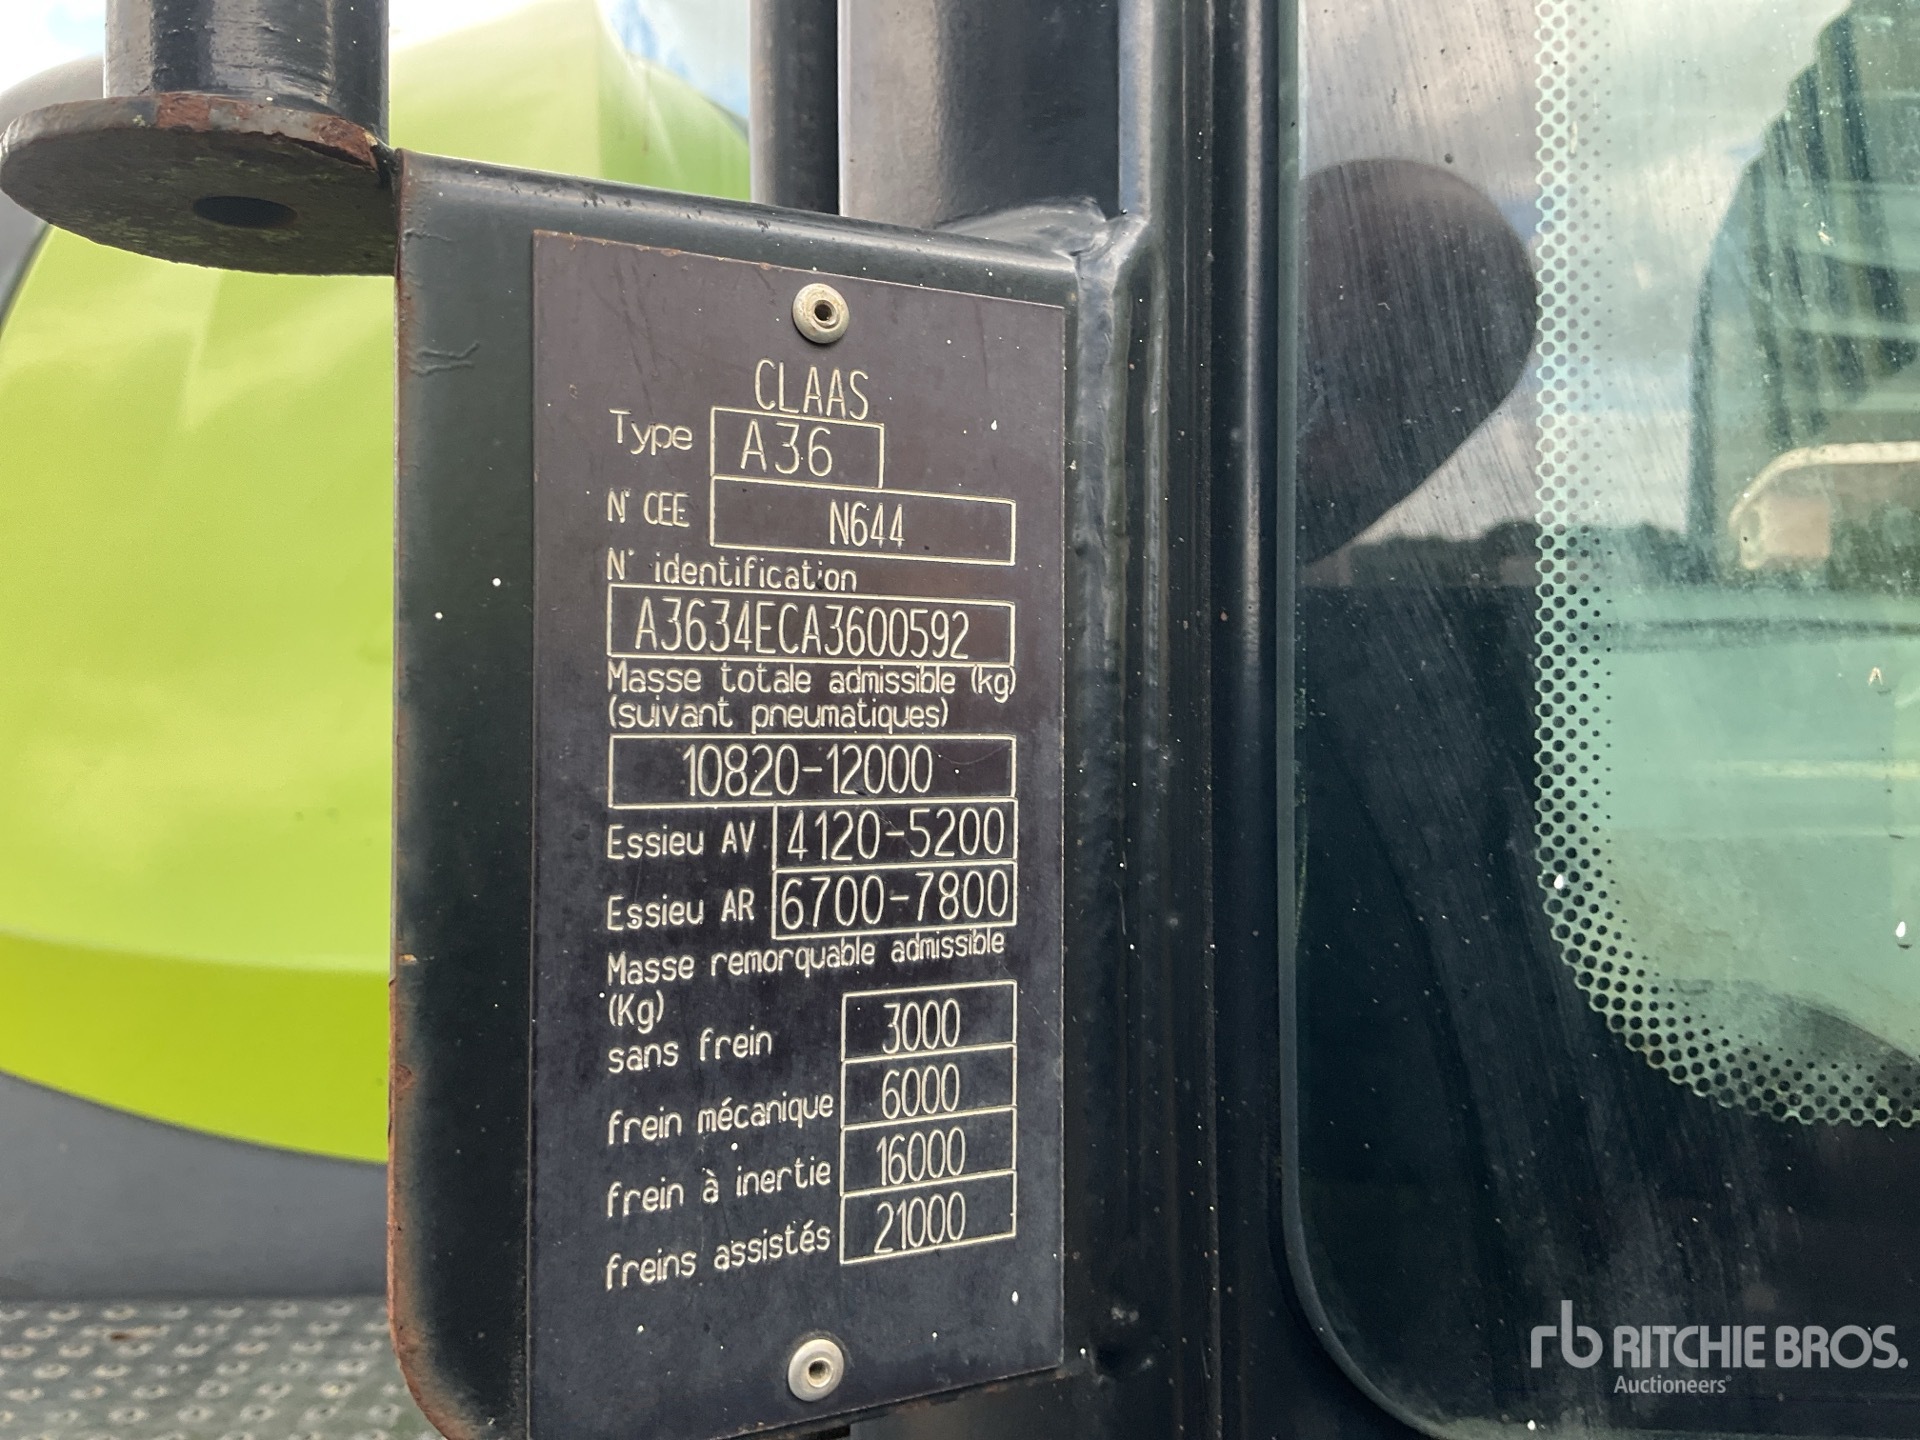 CLAAS
Type A36
N° CEE N644
N° identification
A3634ECA3600592
Masse totale admissible (kg)
(suivant pneumatiques)
10820-12000
Essieu AV 4120-5200
Essieu AR 6700-7800
Masse remorquable admissible
(Kg)
sans frein 3000
frein mécanique 6000
frein à inertie 16000
freins assistés 21000
rb RITCHIE BROS.
Auctioneers